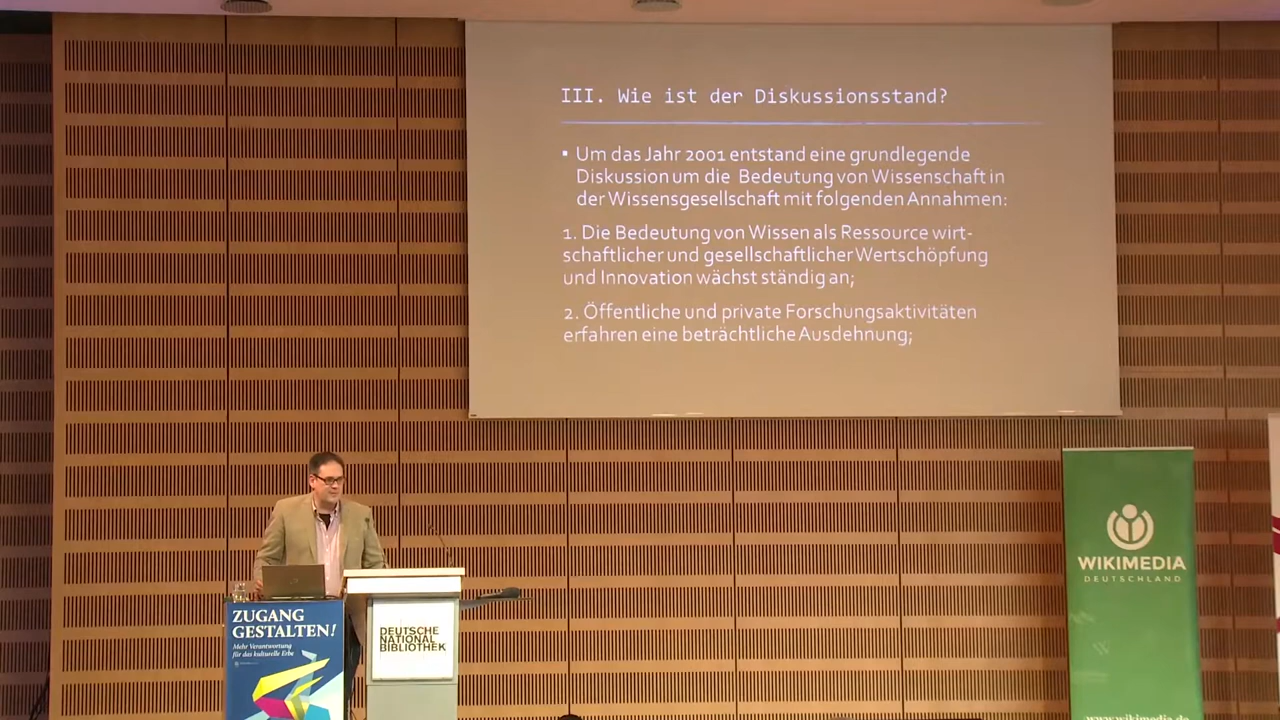 III. Wie ist der Diskussionsstand?
▪ Um das Jahr 2001 entstand eine grundlegende
Diskussion um die Bedeutung von Wissenschaft in
der Wissensgesellschaft mit folgenden Annahmen:
1. Die Bedeutung von Wissen als Ressource wirt-
schaftlicher und gesellschaftlicher Wertschöpfung
und Innovation wächst ständig an;
2. Öffentliche und private Forschungsaktivitäten
erfahren eine beträchtliche Ausdehnung;
ZUGANG
GESTALTEN!
Mehr Verantwortung
für das kulturelle Erbe
DEUTSCHE
NATIONAL
BIBLIOTHEK
WIKIMEDIA
DEUTSCHLAND
www.wikimedia.de